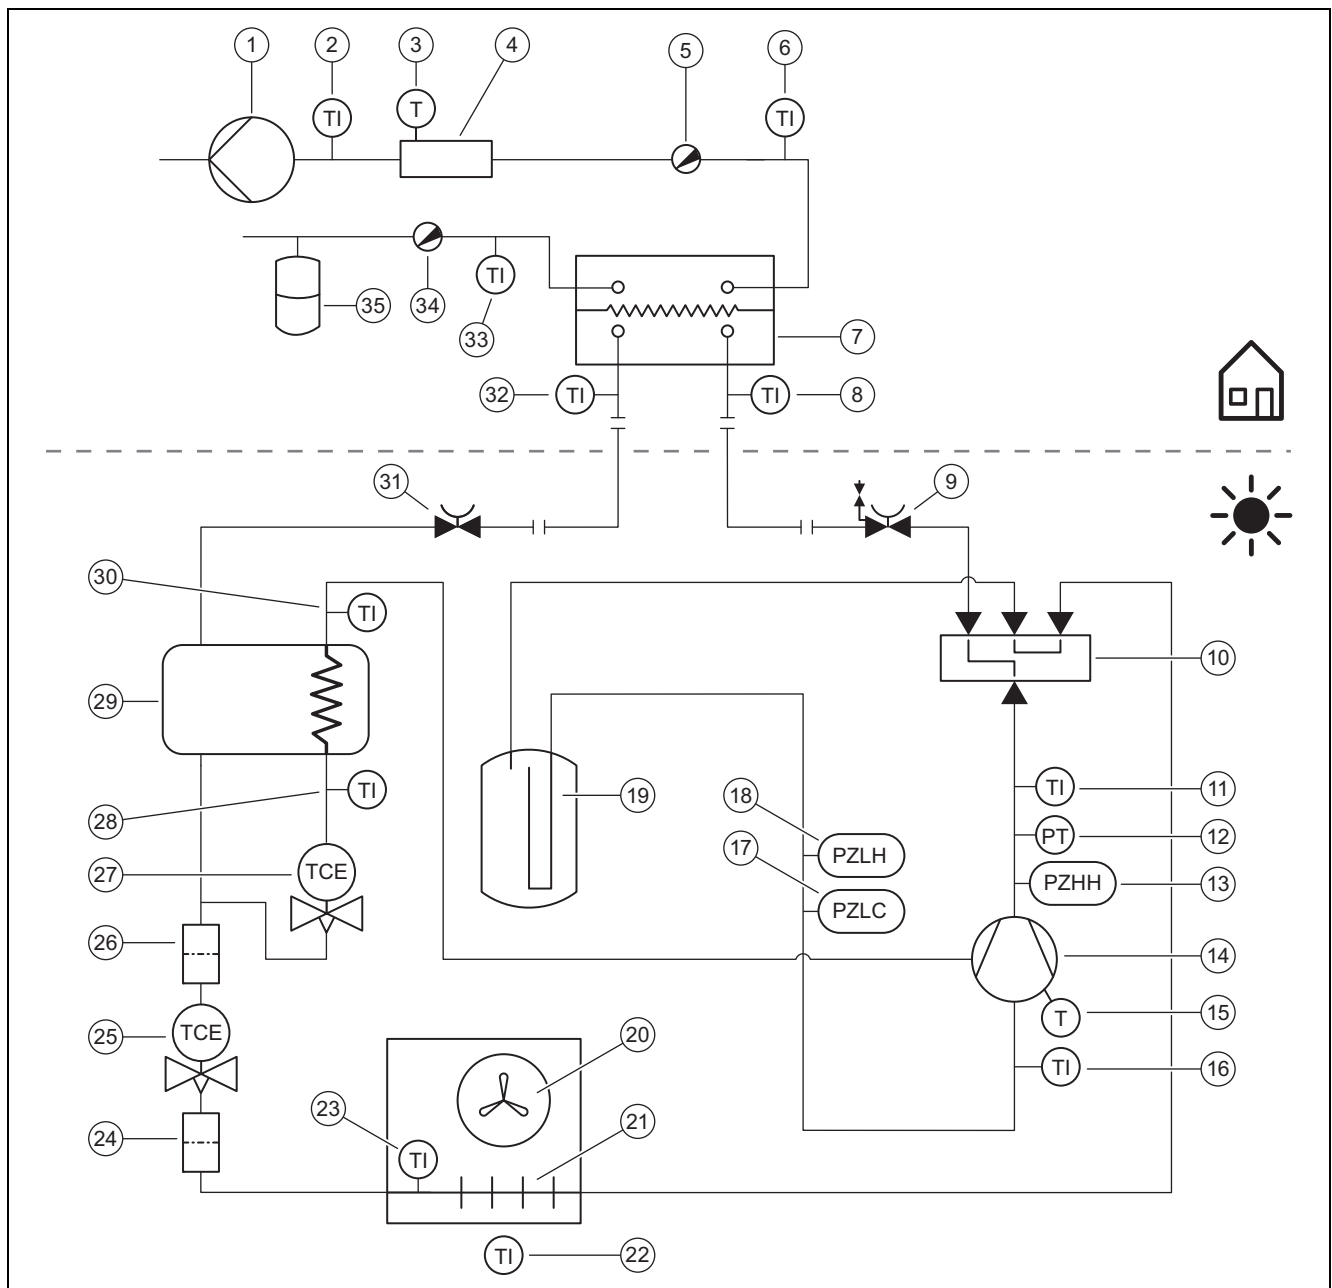 1 2 3 4 5 6
TI T TI
TI
35 34 33 7
32 TI TI 8
31 9
30 TI
10
29
28 TI 19 18 TI 11
PT 12
17 PZLH
27 TCE PZHH 13
PZLC
26 14
25 TCE T 15
20
TI 16
23 21
24 TI
TI 22